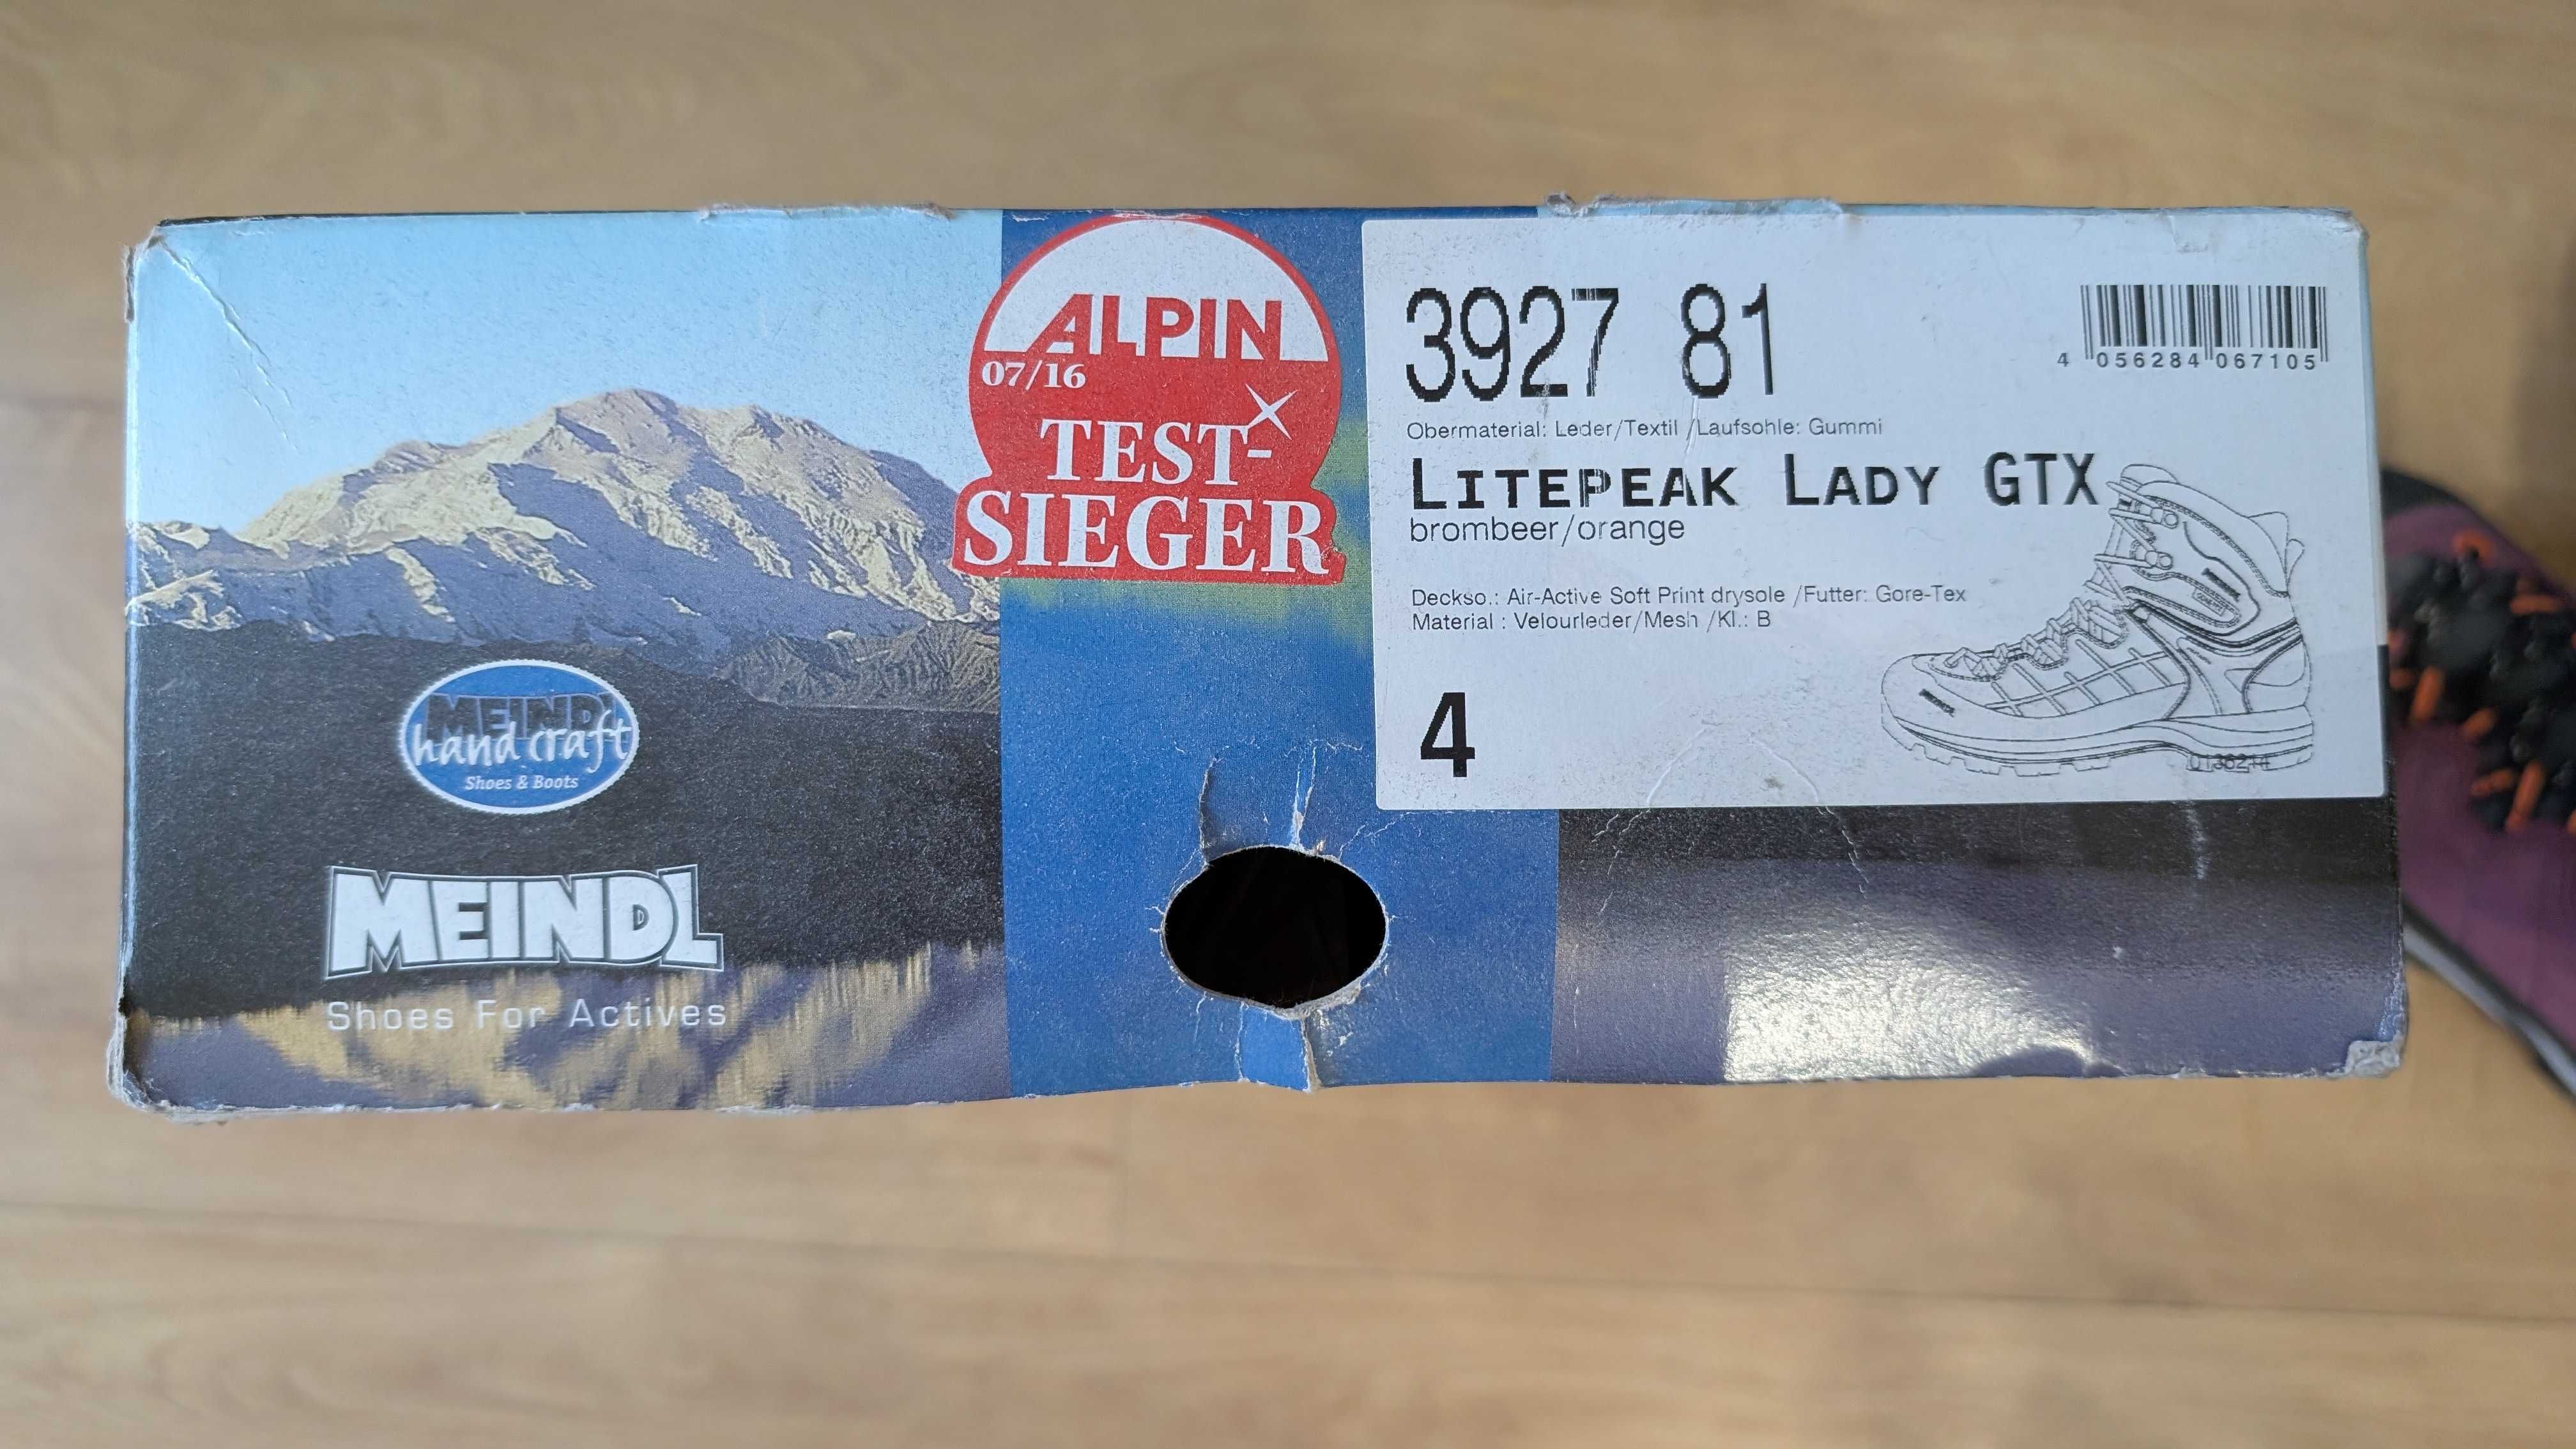 ALPIN
07/16
TEST-
SIEGER
MEINDL
hand craft
Shoes & Boots
MEINDL
Shoes For Actives
3927 81
4 056284 067105
Obermaterial: Leder/Textil /Laufsohle: Gummi
LITEPEAK LADY GTX
brombeer/orange
Deckso.: Air-Active Soft Print drysole /Futter: Gore-Tex
Material : Velourleder/Mesh /Kl.: B
4